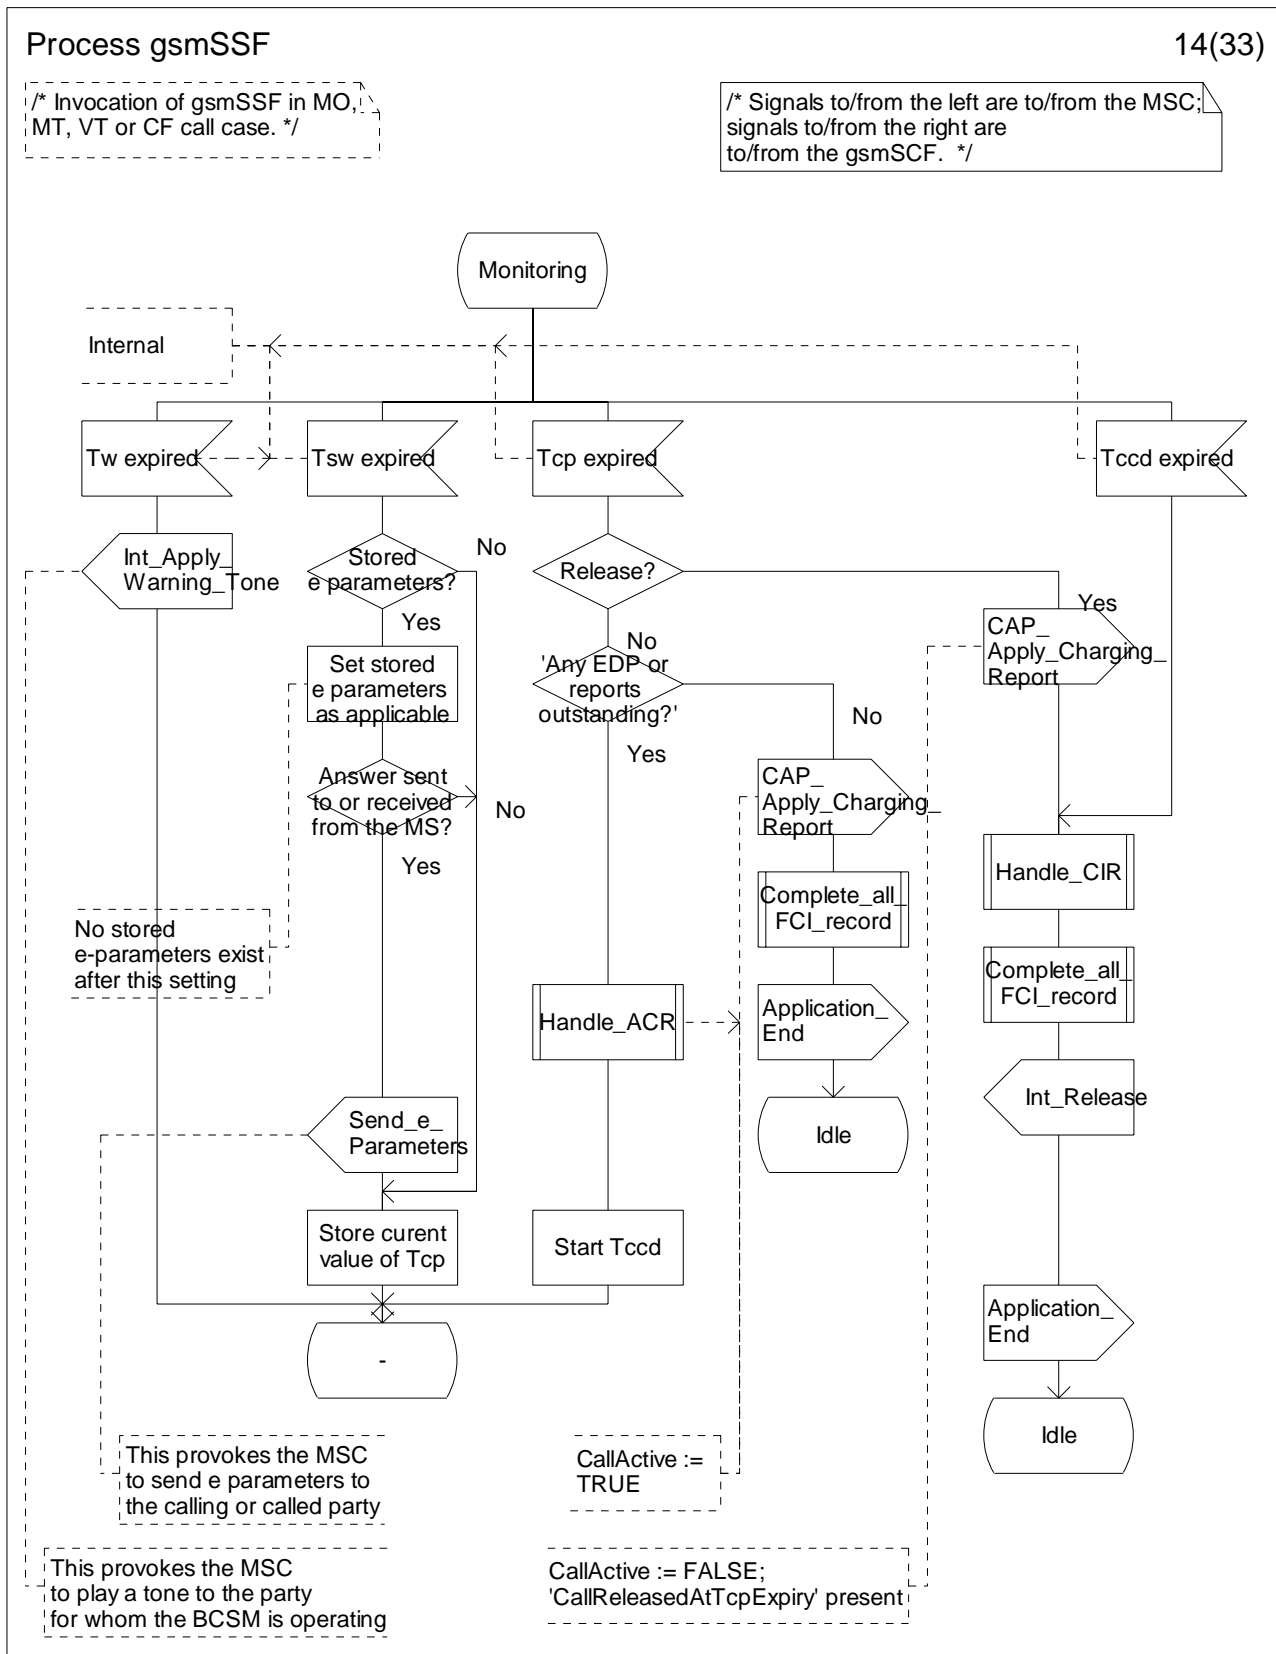 Process gsmSSF
14(33)
/* Invocation of gsmSSF in MO,
MT, VT or CF call case. */
/* Signals to/from the left are to/from the MSC;
signals to/from the right are
to/from the gsmSCF.  */
Monitoring
Internal
Tw expired
Tsw expired
Tcp expired
Tccd expired
Int_Apply_
Warning_Tone
Stored
e parameters?
No
Yes
Release?
Yes
No
CAP_
Apply_Charging_
Report
Set stored
e parameters
as applicable
'Any EDP or
reports
outstanding?'
No
Yes
Answer sent
to or received
from the MS?
No
Yes
CAP_
Apply_Charging_
Report
Handle_CIR
Complete_all_
FCI_record
No stored
e-parameters exist
after this setting
Complete_all_
FCI_record
Handle_ACR
Application_
End
Int_Release
Send_e_
Parameters
Idle
Store curent
value of Tcp
Start Tccd
Application_
End
-
Idle
This provokes the MSC
to send e parameters to
the calling or called party
CallActive :=
TRUE
This provokes the MSC
to play a tone to the party
for whom the BCSM is operating
CallActive := FALSE;
'CallReleasedAtTcpExpiry' present